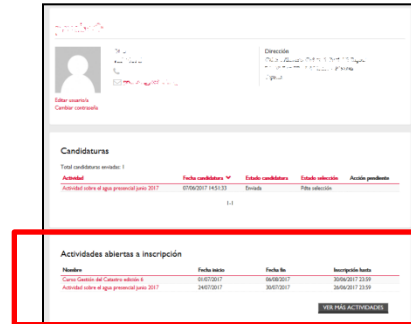 Dirección
Editar usuario/a
Cambiar contraseña
Candidaturas
Total candidaturas enviadas: 1
Actividad Fecha candidatura Estado candidatura Estado selección Acción pendiente
Actividad sobre el agua presencial junio 2017 07/06/2017 14:51:33 Enviada Pdte selección
1-1
Actividades abiertas a inscripción
Nombre Fecha inicio Fecha fin Inscripción hasta
Curso Gestión del Catastro edición 6 01/07/2017 06/08/2017 30/06/2017 23:59
Actividad sobre el agua presencial junio 2017 24/07/2017 30/07/2017 26/06/2017 23:59
VER MÁS ACTIVIDADES